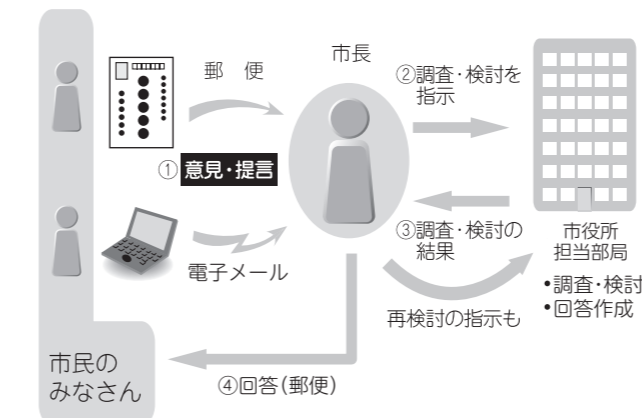 郵便
市長
②調査・検討を
指示
①意見・提言
③調査・検討の
結果
市役所
担当部局
•調査・検討
•回答作成
電子メール
再検討の指示も
市民の
みなさん
④回答(郵便)